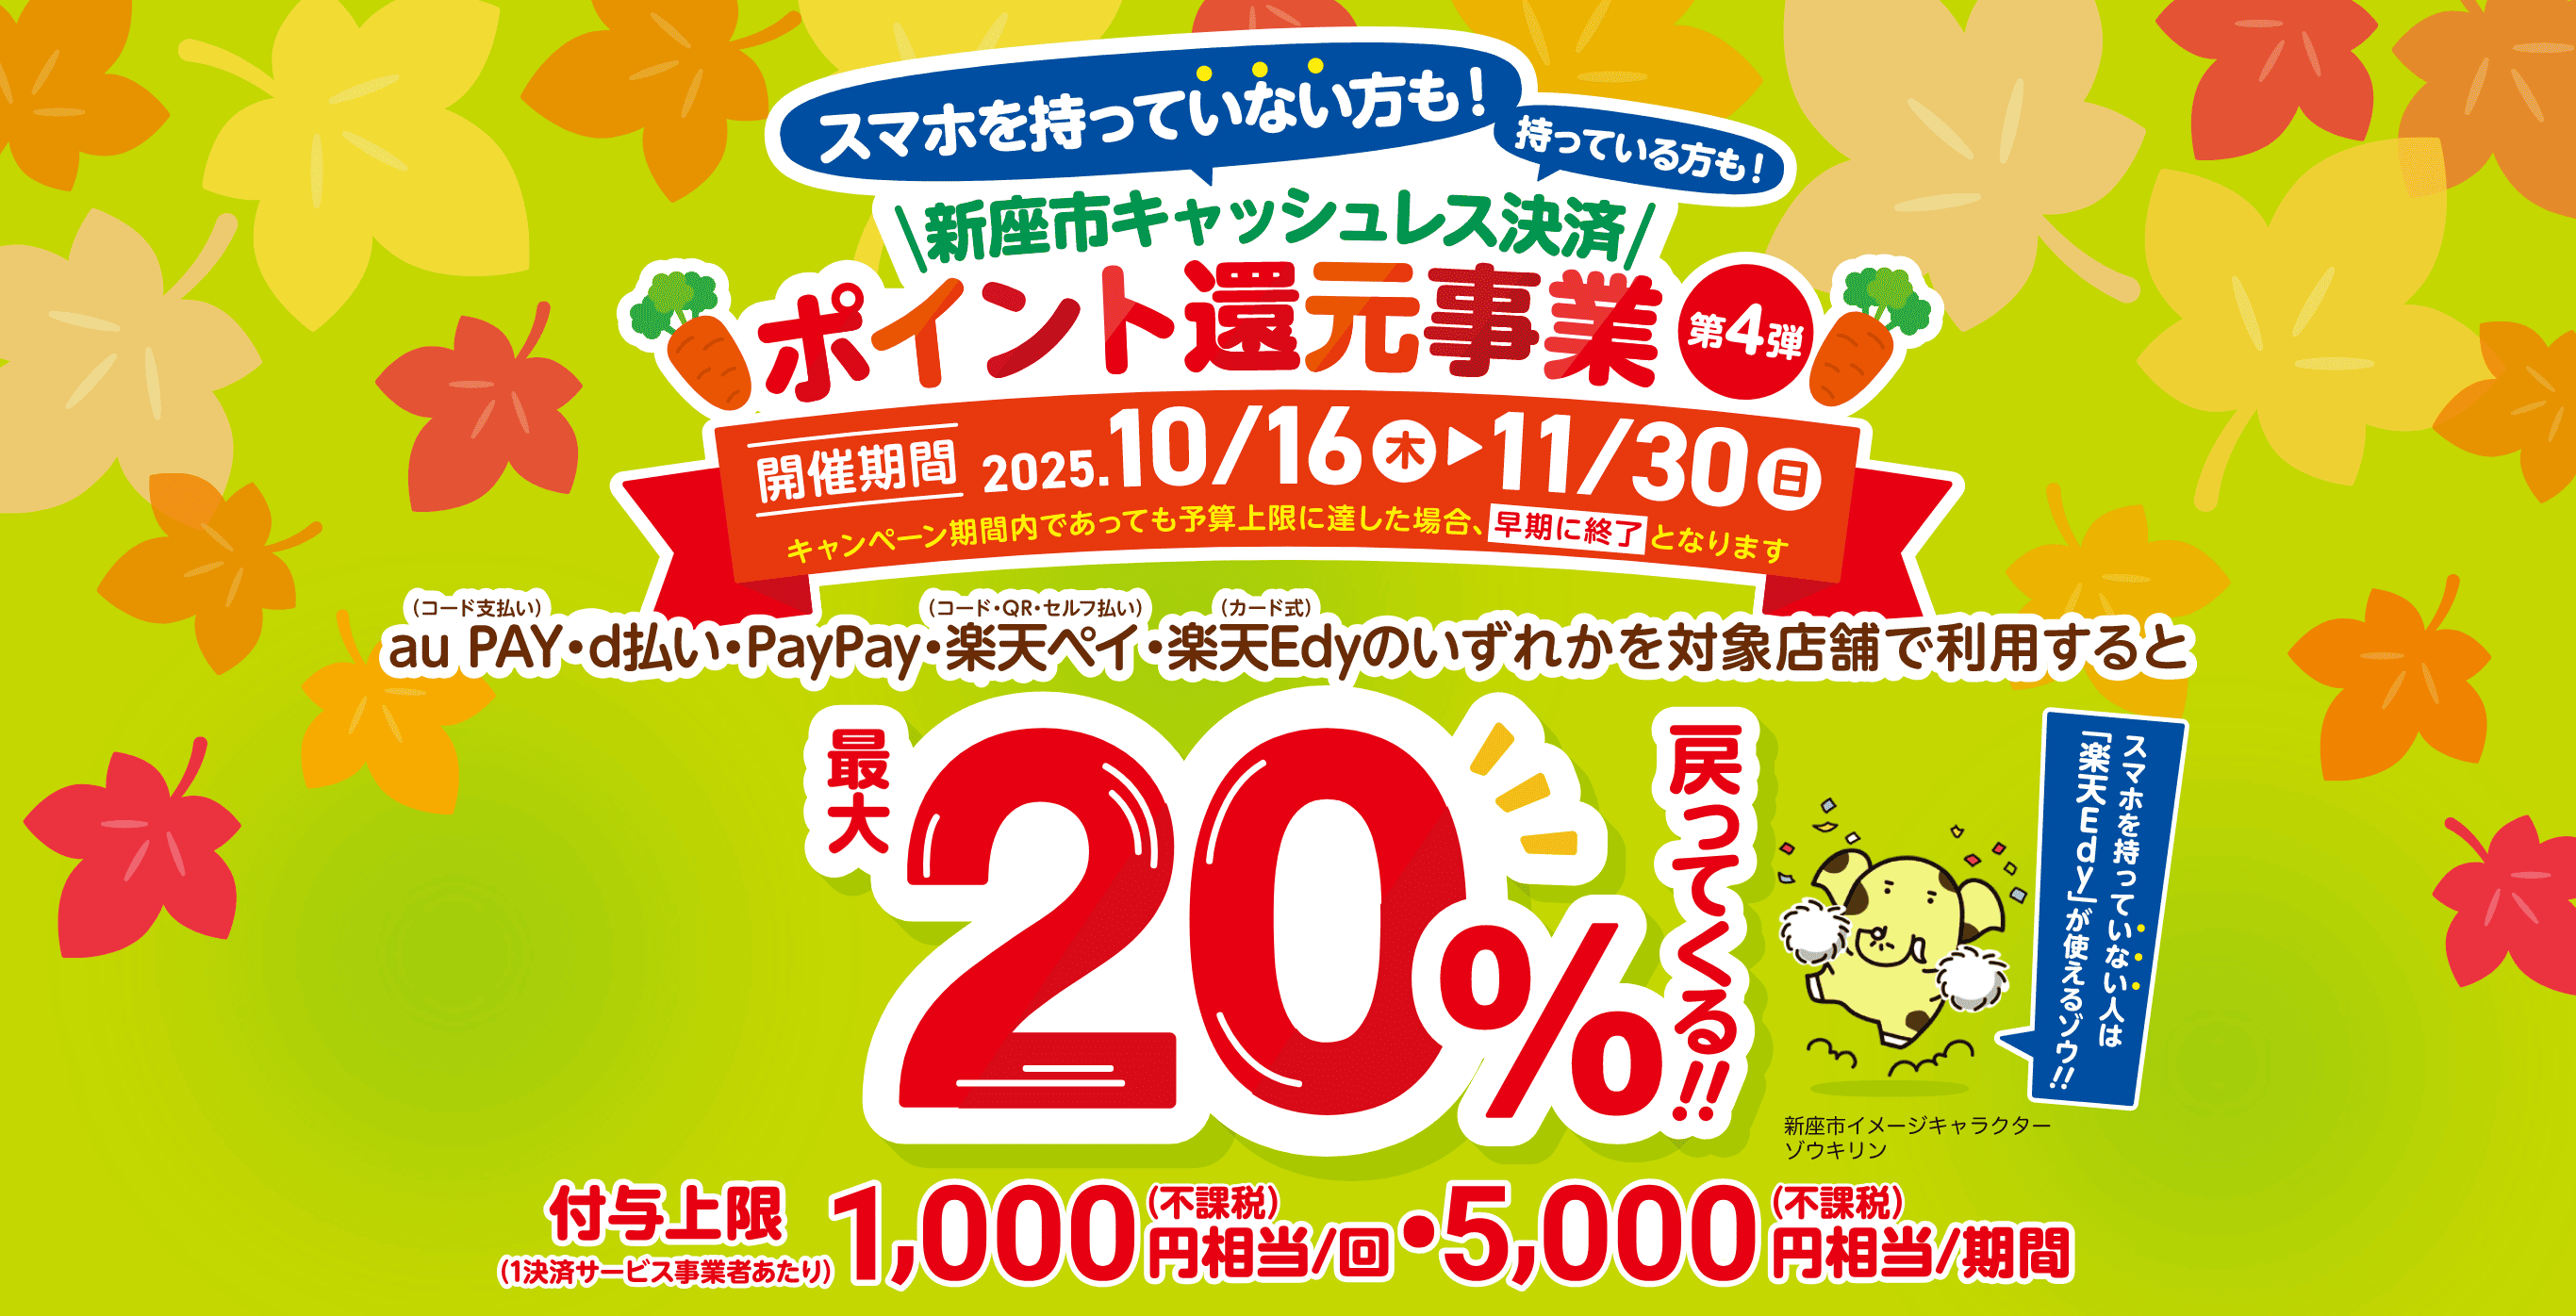 スマホを持っていない方も！
持っている方も！
新座市キャッシュレス決済
ポイント還元事業
第4弾
開催期間 2025.10/16木▶11/30日
キャンペーン期間内であっても予算上限に達した場合、早期に終了となります
(コード支払い) (コード・QR・セルフ払い) (カード式)
au PAY・d払い・PayPay・楽天ペイ・楽天Edyのいずれかを対象店舗で利用すると
最大
20%
戻ってくる!!
スマホを持っていない人は
「楽天Edy」が使えるゾウ!!
新座市イメージキャラクター
ゾウキリン
付与上限
(1決済サービス事業者あたり)
1,000円相当/回(不課税)・5,000円相当/期間(不課税)